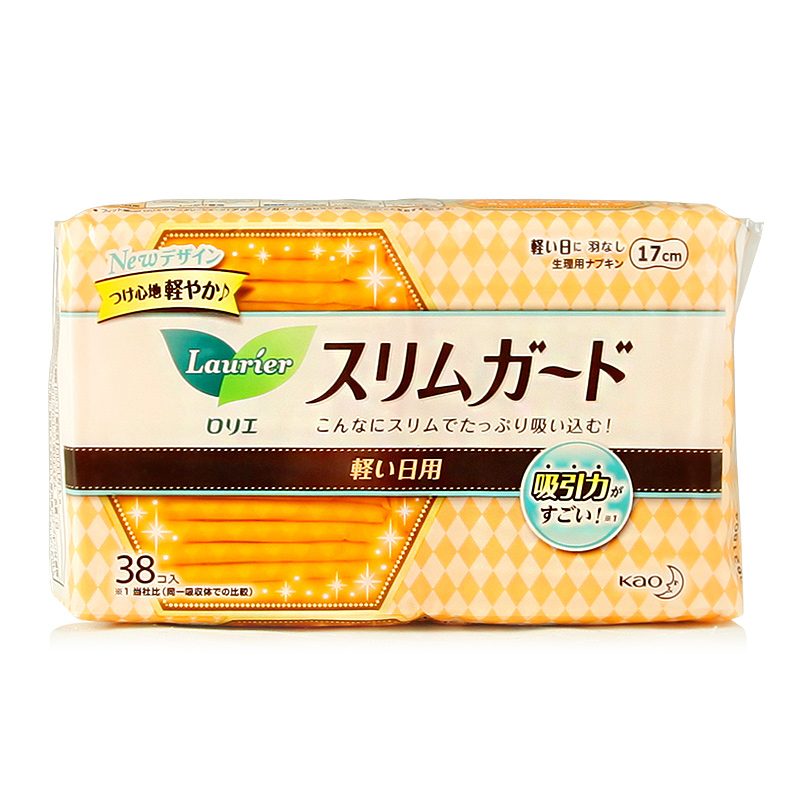 Newデザイン
つけ心地 軽やか♪
軽い日に 羽なし
生理用ナプキン
17cm
Laurier
ロリエ
スリムガード
こんなにスリムでたっぷり吸い込む!
軽い日用
吸引力が
すごい!※1
38コ入
※1 当社比(同一吸収体での比較)
Kao